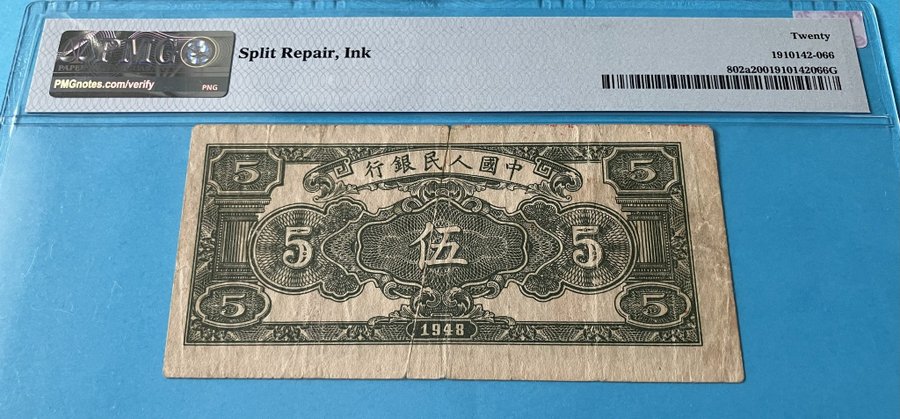 PMG
PMGnotes.com/verify
PNG
Split Repair, Ink
Twenty
1910142-066
802a2001910142066G
行銀民人國中
5
5
5
伍
5
5
5
1948